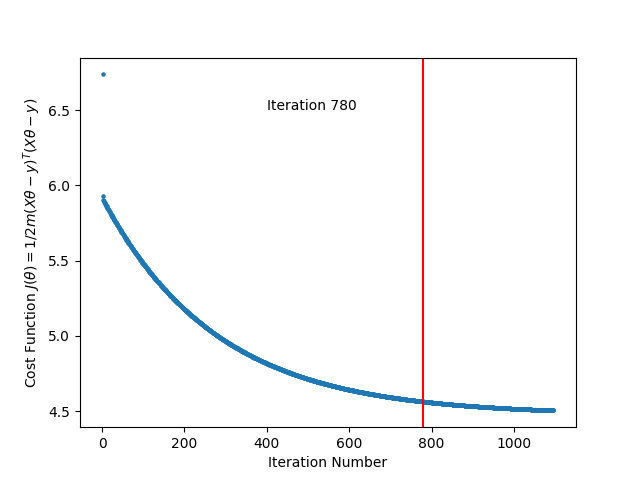 Iteration 780
Cost Function J(θ) = 1/2m(Xθ − y)ᵀ(Xθ − y)
6.5
6.0
5.5
5.0
4.5
0 200 400 600 800 1000
Iteration Number